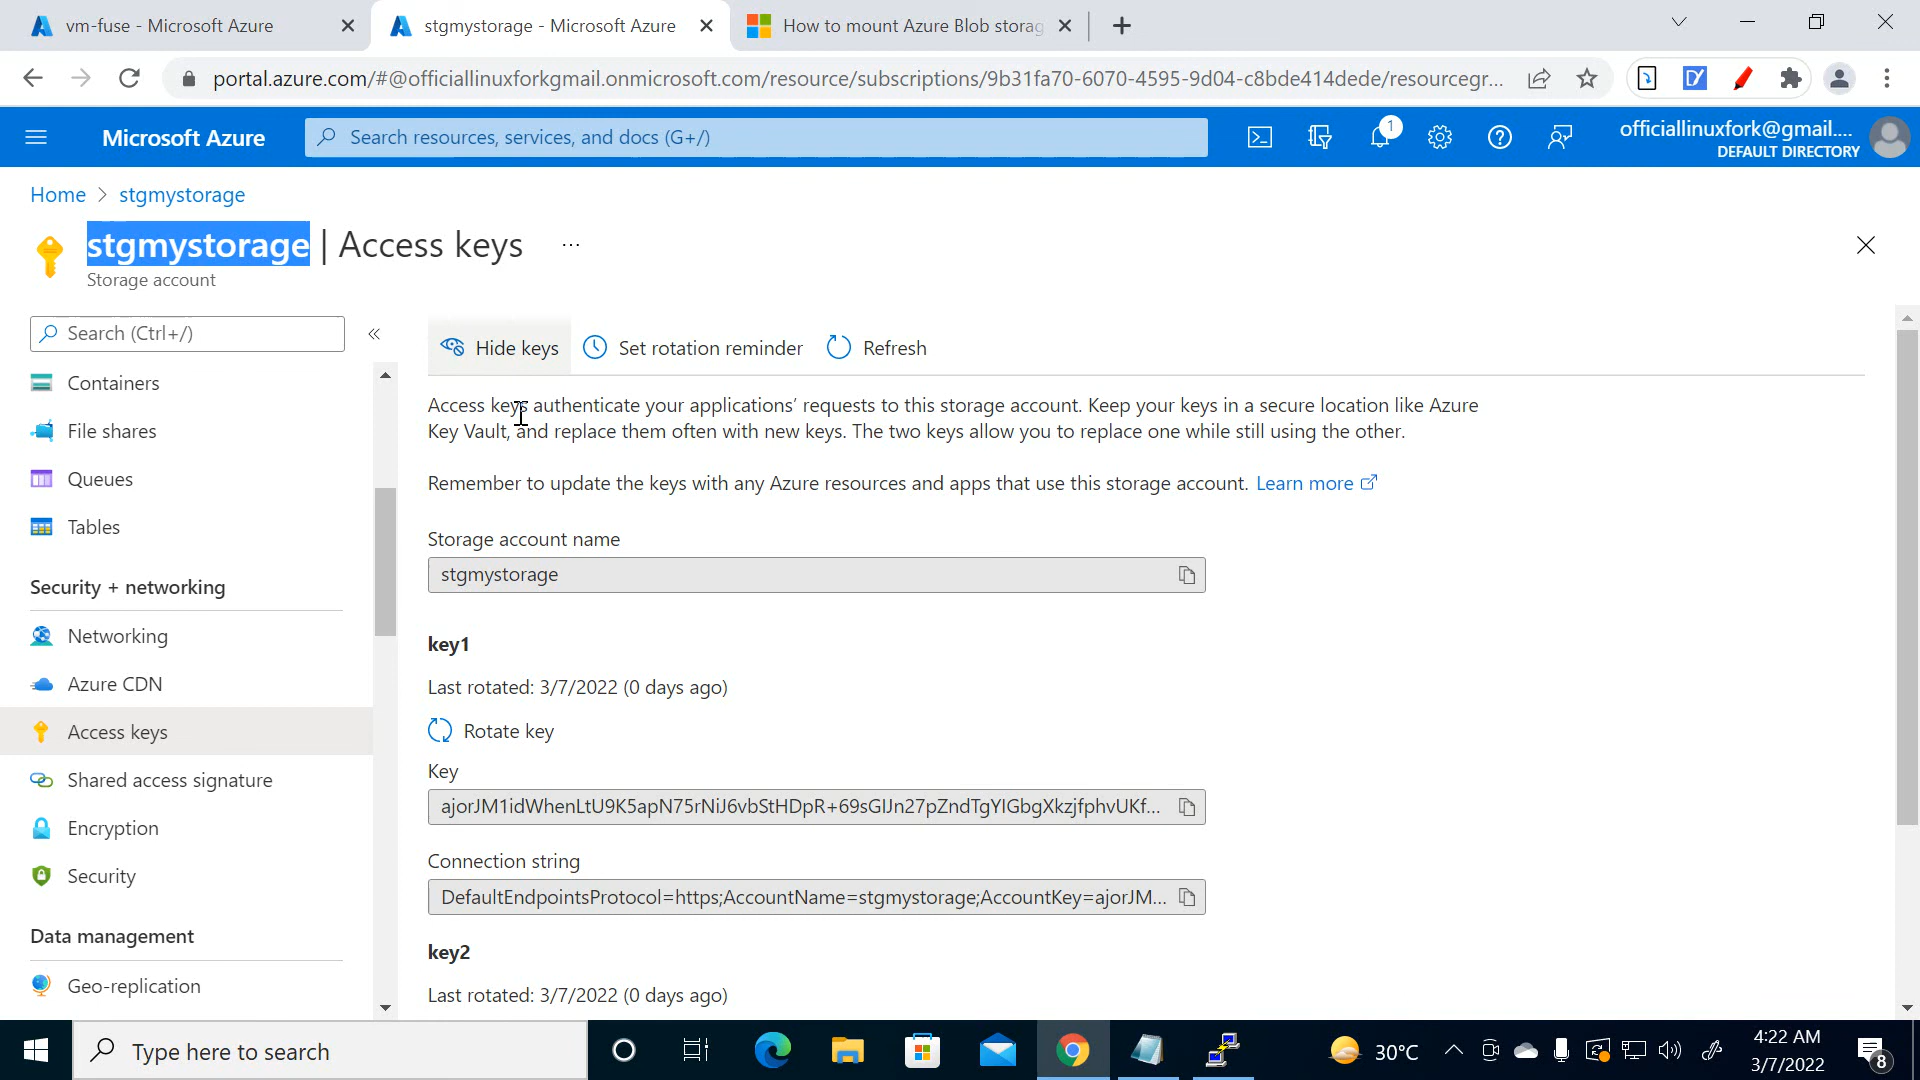 vm-fuse - Microsoft Azure
stgmystorage - Microsoft Azure
How to mount Azure Blob storag
portal.azure.com/#@officiallinuxforkgmail.onmicrosoft.com/resource/subscriptions/9b31fa70-6070-4595-9d04-c8bde414dede/resourcegr...
Microsoft Azure
Search resources, services, and docs (G+/)
1
officiallinuxfork@gmail....
DEFAULT DIRECTORY
Home > stgmystorage
stgmystorage | Access keys ...
Storage account
Search (Ctrl+/)
«
Containers
File shares
Queues
Tables
Security + networking
Networking
Azure CDN
Access keys
Shared access signature
Encryption
Security
Data management
Geo-replication
Hide keys
Set rotation reminder
Refresh
Access keys authenticate your applications’ requests to this storage account. Keep your keys in a secure location like Azure
Key Vault, and replace them often with new keys. The two keys allow you to replace one while still using the other.
Remember to update the keys with any Azure resources and apps that use this storage account. Learn more
Storage account name
stgmystorage
key1
Last rotated: 3/7/2022 (0 days ago)
Rotate key
Key
ajorJM1idWhenLtU9K5apN75rNiJ6vbStHDpR+69sGIJn27pZndTgYIGbgXkzjfphvUKf...
Connection string
DefaultEndpointsProtocol=https;AccountName=stgmystorage;AccountKey=ajorJM...
key2
Last rotated: 3/7/2022 (0 days ago)
Type here to search
30°C
4:22 AM
3/7/2022
8